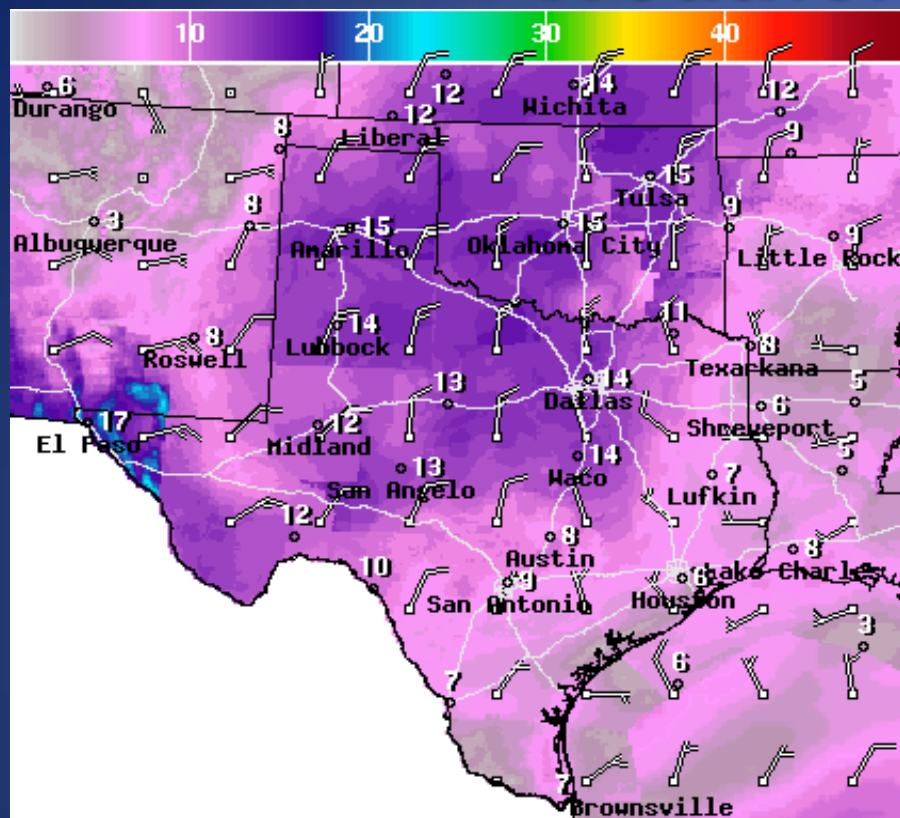 10 20 30 40
6 12 14 12
Durango Wichita
12
Liberal
8 9
15
Tulsa
3 8 15 15 9 9
Albuquerque Amarillo Oklahoma City Little Rock
8 14 11 8
Roswell Lubbock Texarkana
13 14 5
Dallas
17 12 6
El Paso Midland Shreveport
13 14 7 5
San Angelo Waco Lufkin
12 8 8
Austin
10 9 6 Lake Charles
San Antonio Houston
3
7 6
7
Brownsville